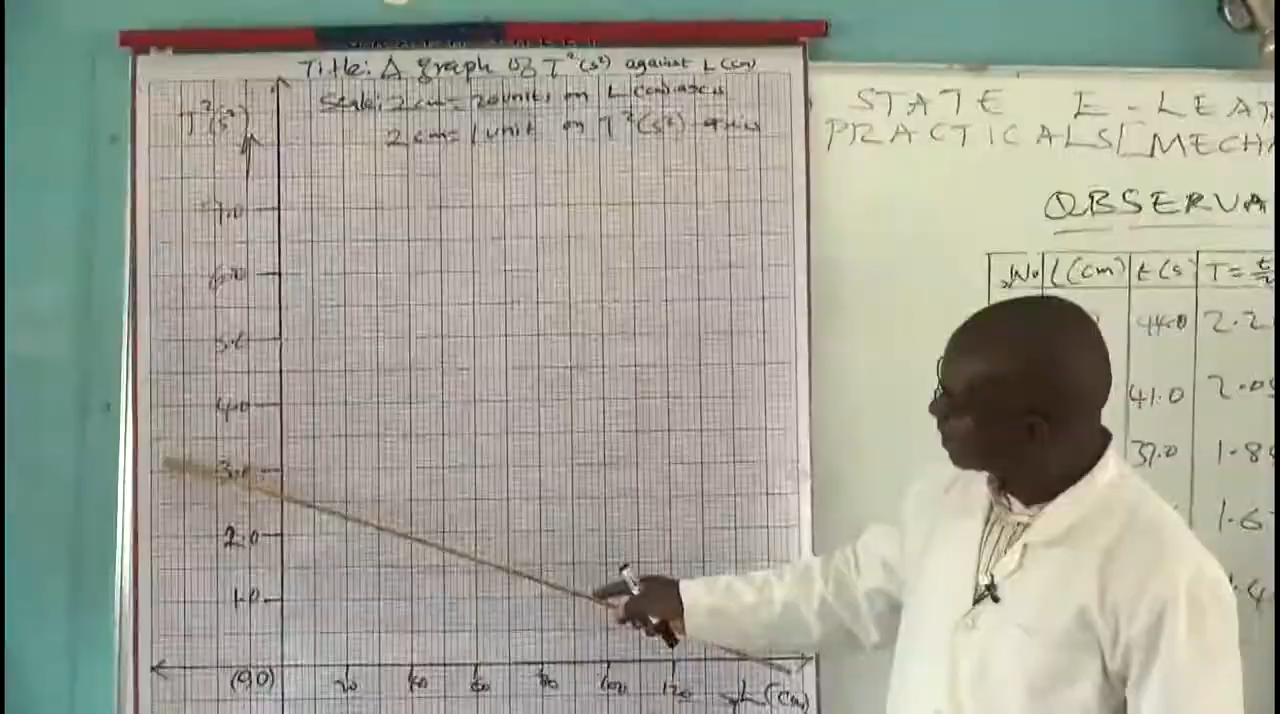 Title: A graph of T²(s²) against L(cm)
Scale: 2cm = 20units on L(cm) axis
2cm = 1unit on T²(s²) axis
T²(s²)
7.0
6.0
5.0
4.0
3.0
2.0
1.0
(0,0) 20 40 60 80 100 120 L(cm)
STATE E-LEA
PRACTICALS [MECHA
OBSERVA
No L(cm) t(s) T=
44.0 2.2
41.0 2.05
37.0 1.8
1.6